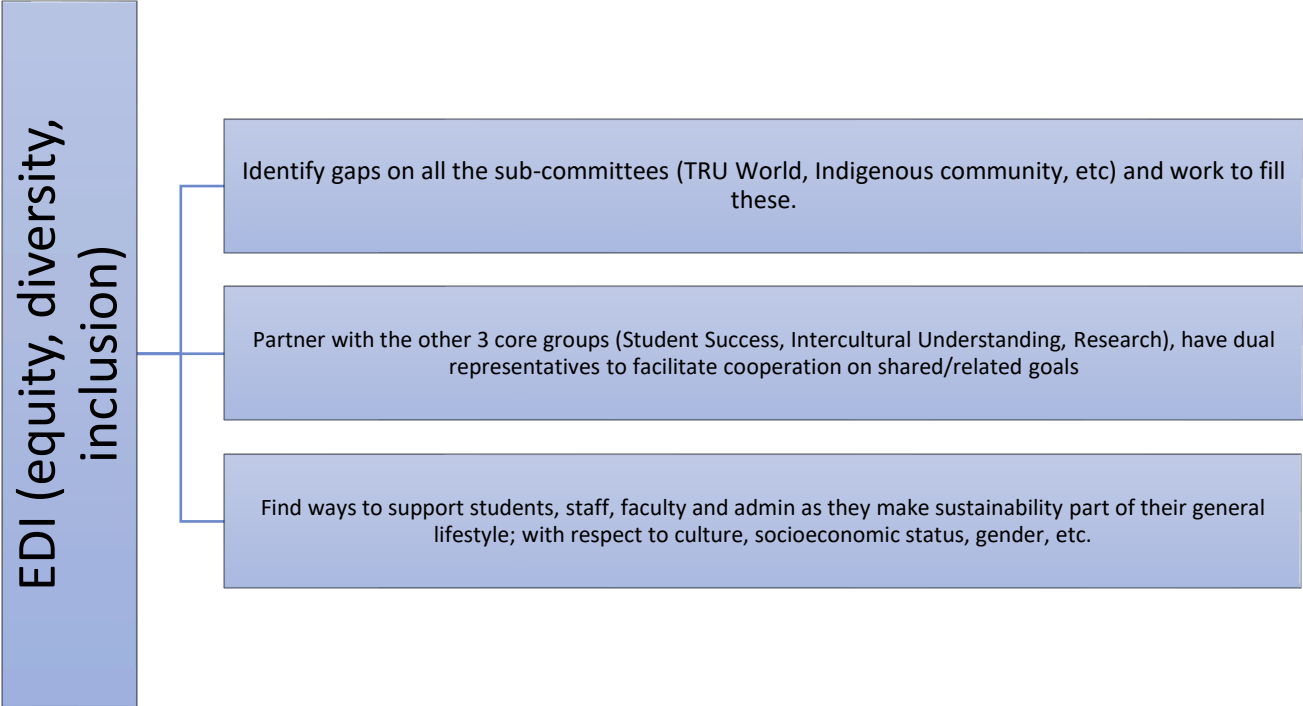 EDI (equity, diversity,
inclusion)
Identify gaps on all the sub-committees (TRU World, Indigenous community, etc) and work to fill
these.
Partner with the other 3 core groups (Student Success, Intercultural Understanding, Research), have dual
representatives to facilitate cooperation on shared/related goals
Find ways to support students, staff, faculty and admin as they make sustainability part of their general
lifestyle; with respect to culture, socioeconomic status, gender, etc.